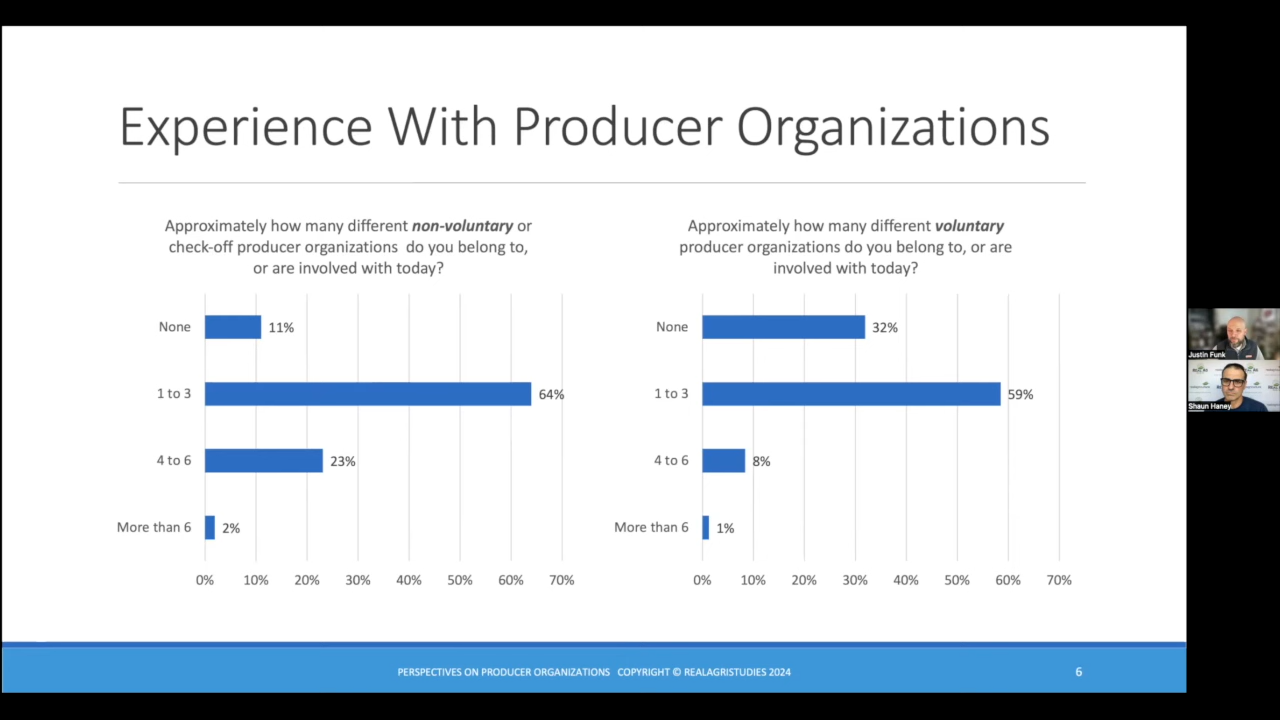 Experience With Producer Organizations
Approximately how many different non-voluntary or
check-off producer organizations do you belong to,
or are involved with today?
None
11%
1 to 3
64%
4 to 6
23%
More than 6
2%
0% 10% 20% 30% 40% 50% 60% 70%
Approximately how many different voluntary
producer organizations do you belong to, or are
involved with today?
None
32%
1 to 3
59%
4 to 6
8%
More than 6
1%
0% 10% 20% 30% 40% 50% 60% 70%
Justin Funk
Shaun Haney
PERSPECTIVES ON PRODUCER ORGANIZATIONS COPYRIGHT © REALAGRISTUDIES 2024
6